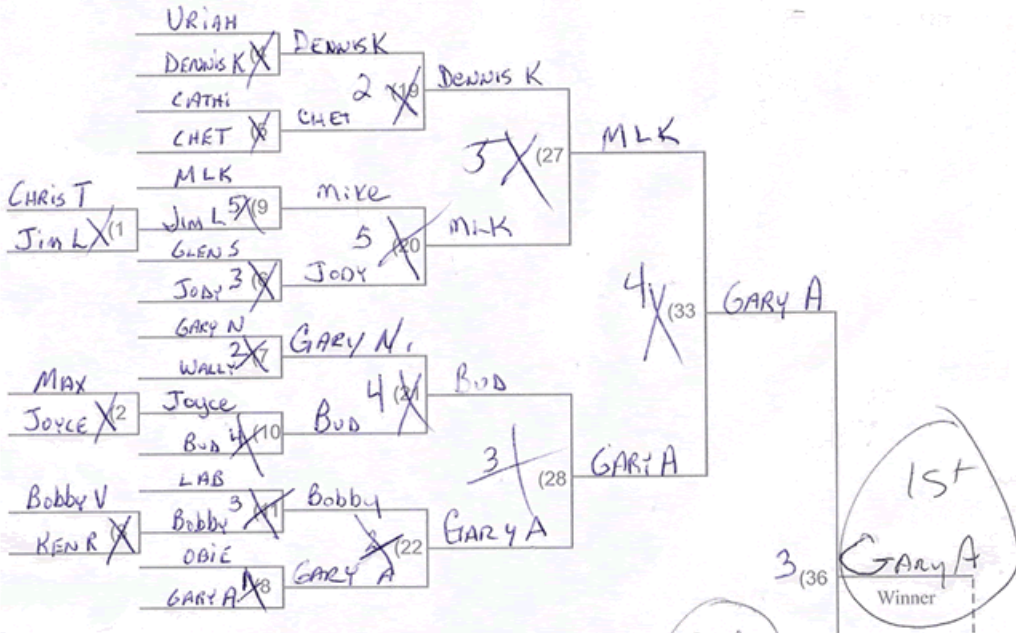 URIAH
DENNIS K
DENNIS K
CATHI
2 (19
DENNIS K
CHET
CHET
3 (27
MLK
MLK
CHRIS T
Jim L 5 (9
Mike
Jim L (1
5 (20
MLK
GLEN S
JODY 3
JODY
4 (33
GARY A
GARY N
WALLY 2 (7
GARY N.
MAX
4 (21
BUD
JOYCE (2
Joyce
BUD 4 (10
BUD
3 (28
GARY A
LAB
Bobby V
Bobby 3
Bobby
KEN R
(22
GARY A
OBIE
GARY A 1 (8
GARY A
1st
3 (36
GARY A
Winner